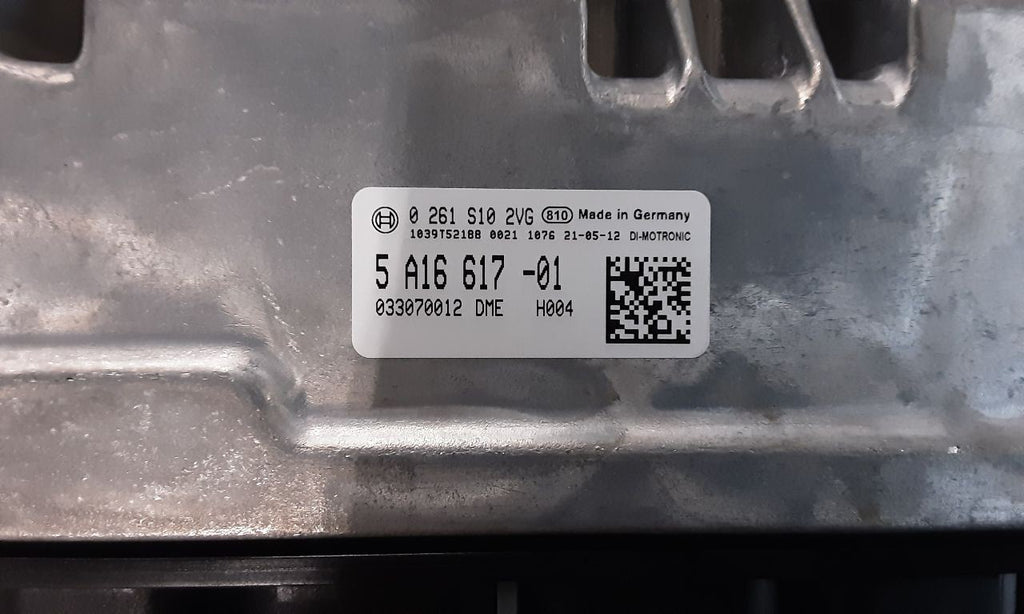 0 261 S10 2VG 810 Made in Germany
1039T52188 0021 1076 21-05-12 DI-MOTRONIC
5 A16 617 -01
033070012 DME H004